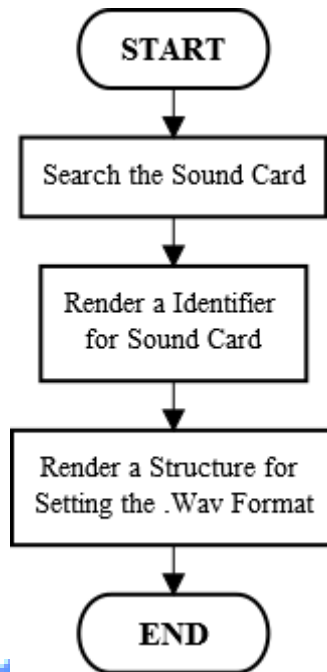 START
Search the Sound Card
Render a Identifier
for Sound Card
Render a Structure for
Setting the .Wav Format
END